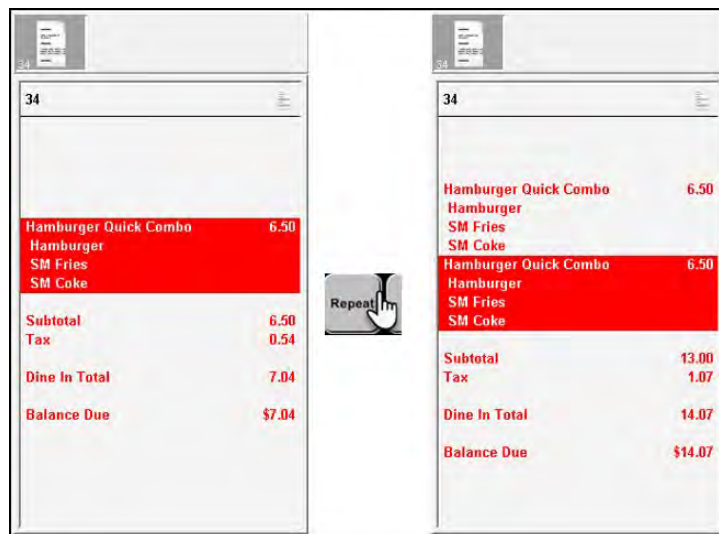 34
34
Hamburger Quick Combo 6.50
Hamburger
SM Fries
SM Coke
Subtotal 6.50
Tax 0.54
Dine In Total 7.04
Balance Due $7.04
Repeat
34
34
Hamburger Quick Combo 6.50
Hamburger
SM Fries
SM Coke
Hamburger Quick Combo 6.50
Hamburger
SM Fries
SM Coke
Subtotal 13.00
Tax 1.07
Dine In Total 14.07
Balance Due $14.07